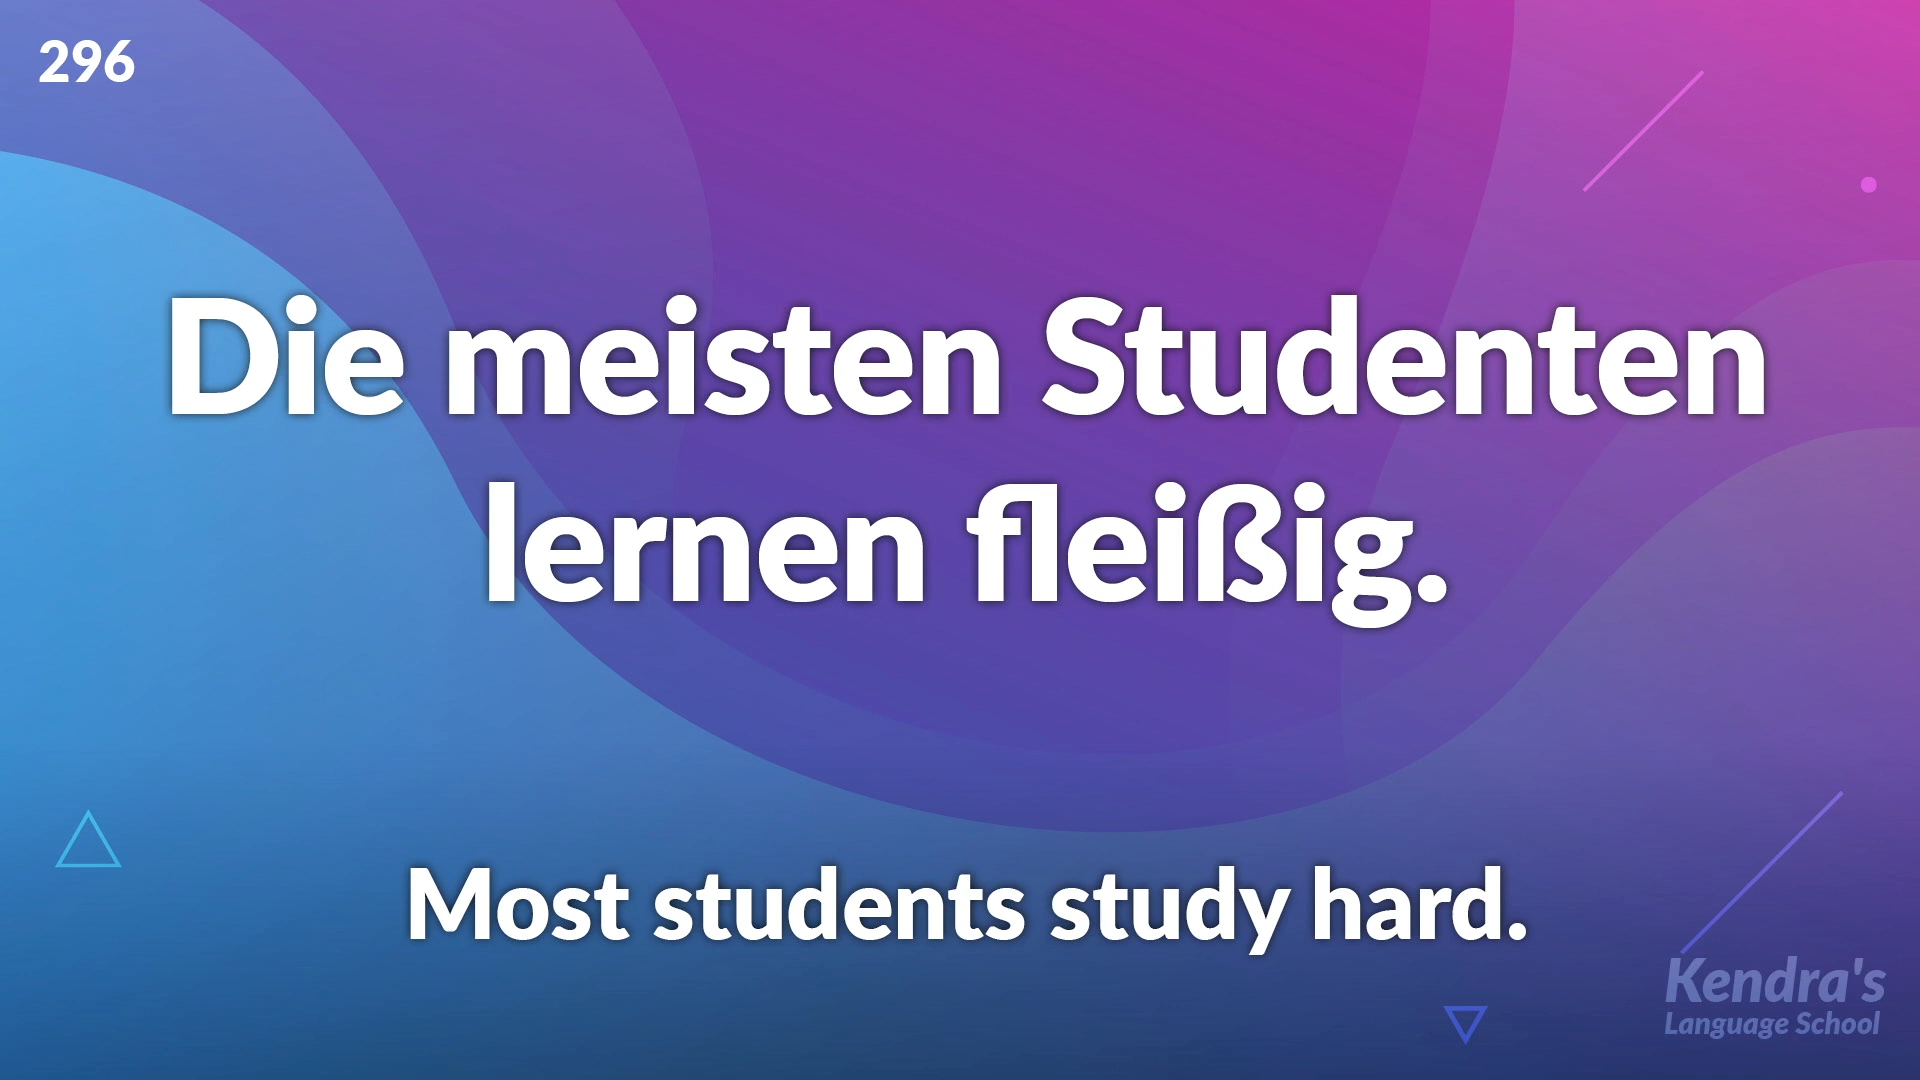 296
Die meisten Studenten
lernen fleißig.
Most students study hard.
Kendra's
Language School